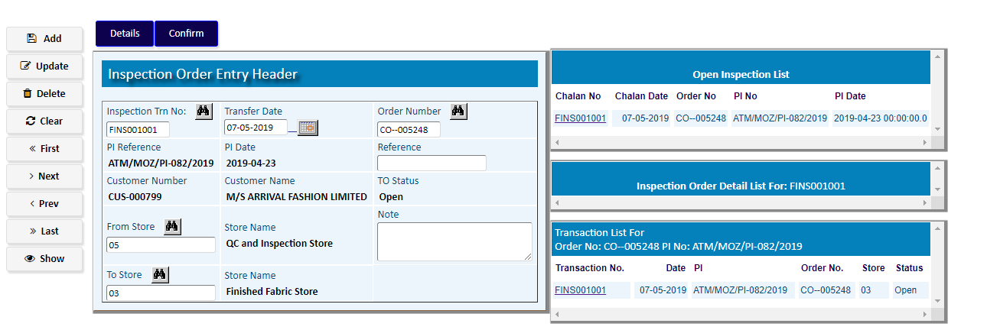 Add
Update
Delete
Clear
First
Next
Prev
Last
Show
Details Confirm
Inspection Order Entry Header
Inspection Trn No: Transfer Date Order Number
FINS001001 07-05-2019 CO--005248
PI Reference PI Date Reference
ATM/MOZ/PI-082/2019 2019-04-23
Customer Number Customer Name TO Status
CUS-000799 M/S ARRIVAL FASHION LIMITED Open
Note
From Store Store Name
05 QC and Inspection Store
To Store Store Name
03 Finished Fabric Store
Open Inspection List
Chalan No Chalan Date Order No PI No PI Date
FINS001001 07-05-2019 CO--005248 ATM/MOZ/PI-082/2019 2019-04-23 00:00:00.0
Inspection Order Detail List For: FINS001001
Transaction List For
Order No: CO--005248 PI No: ATM/MOZ/PI-082/2019
Transaction No. Date PI Order No. Store Status
FINS001001 07-05-2019 ATM/MOZ/PI-082/2019 CO--005248 03 Open